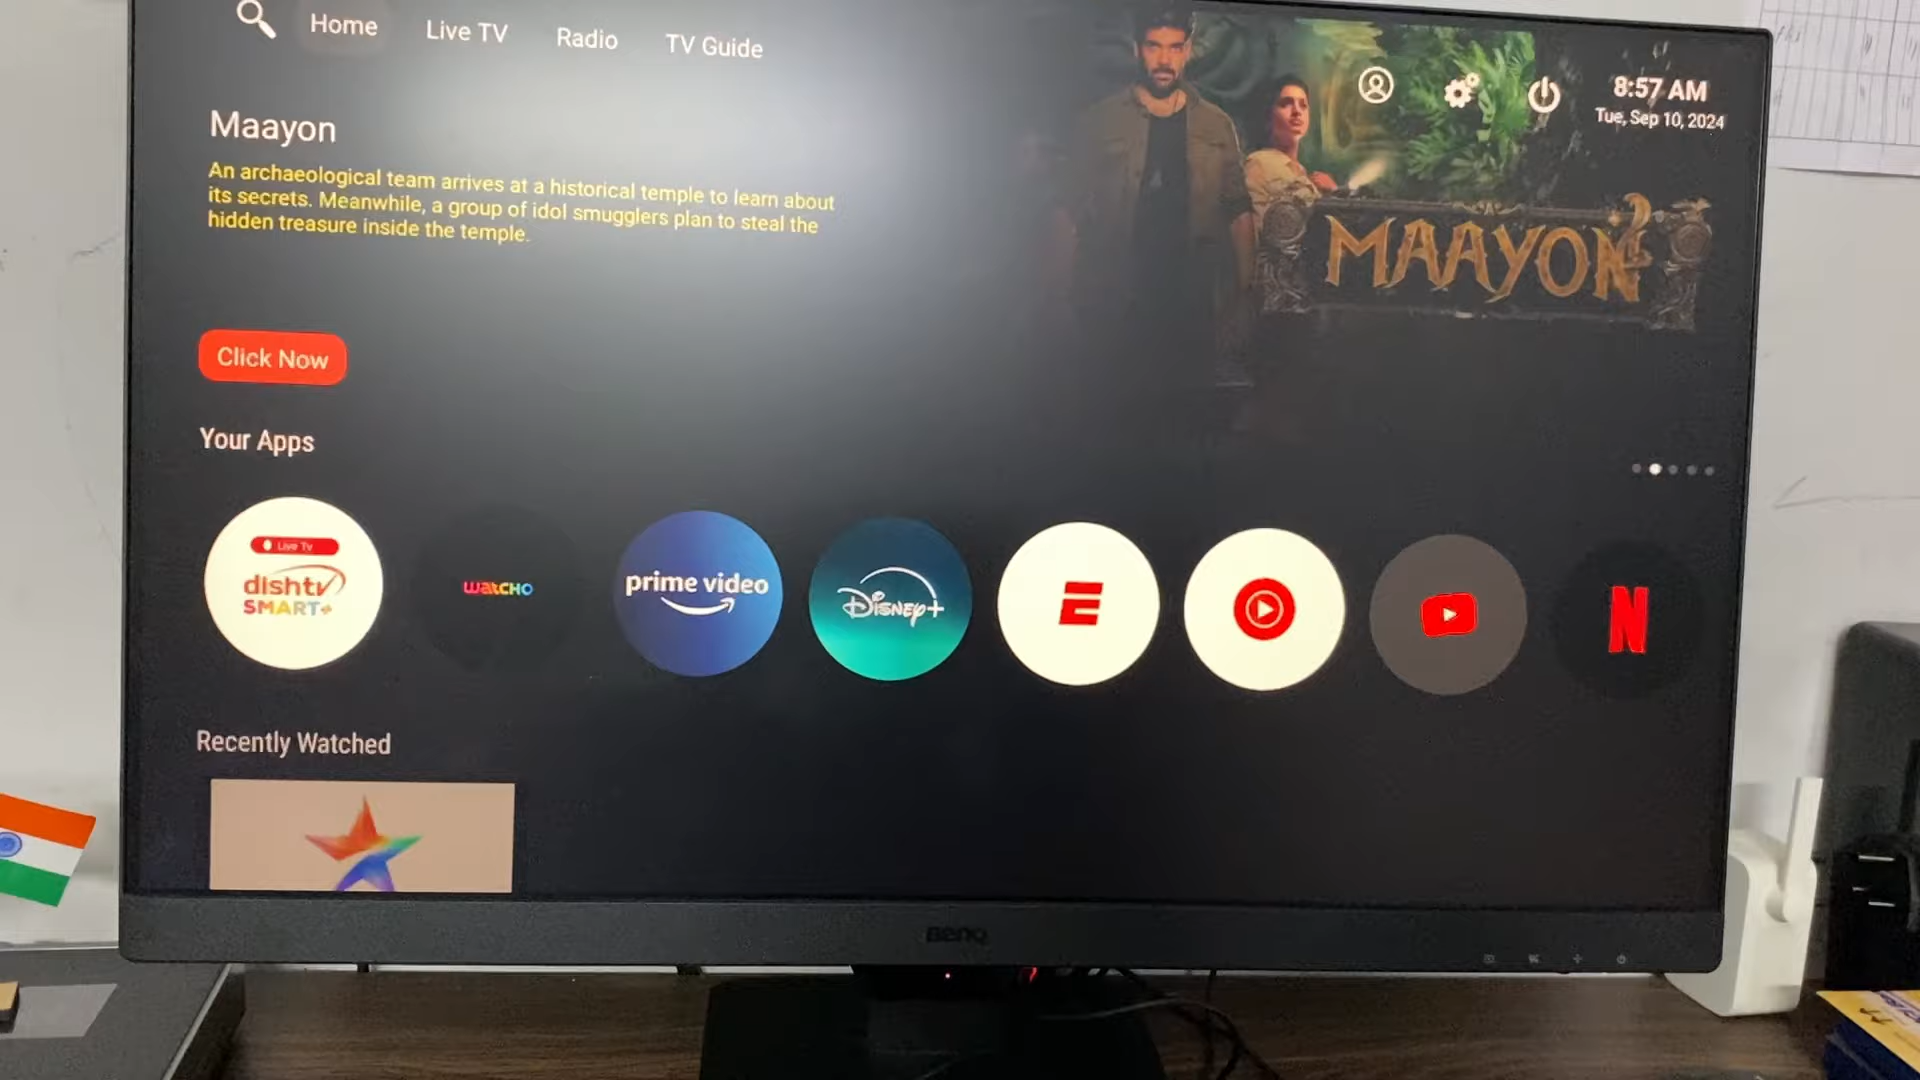 Home
Live TV
Radio
TV Guide
8:57 AM
Tue, Sep 10, 2024
Maayon
An archaeological team arrives at a historical temple to learn about
its secrets. Meanwhile, a group of idol smugglers plan to steal the
hidden treasure inside the temple.
MAAYON
Click Now
Your Apps
Live Tv
dishtv
SMART+
WatCHO
prime video
Disney+
E
N
Recently Watched
BenQ